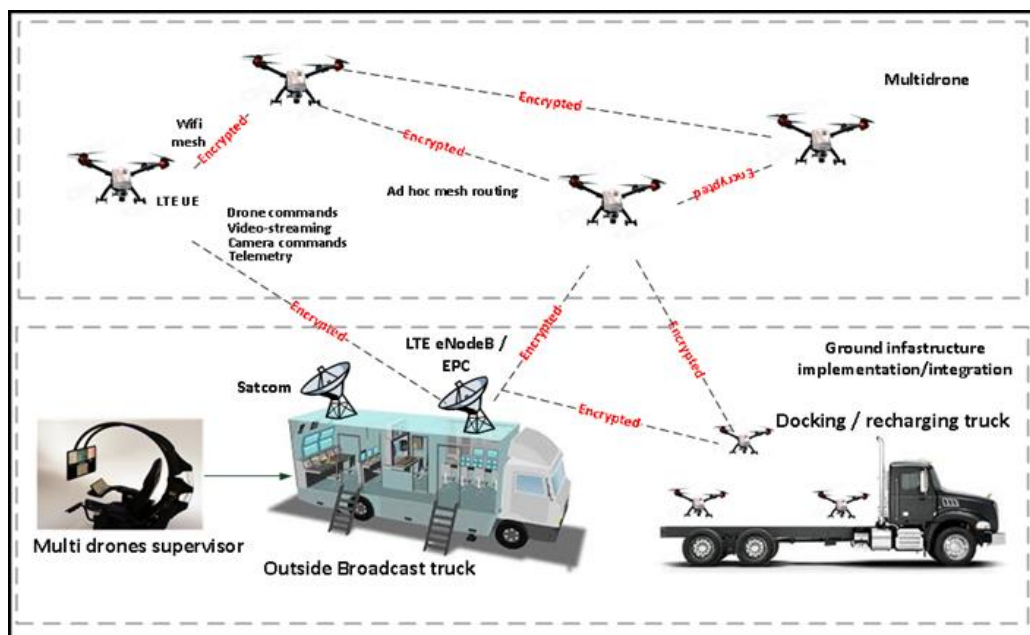 Multidrone
Encrypted
Wifi
mesh
Encrypted
Encrypted
Encrypted
Ad hoc mesh routing
LTE UE
Drone commands
Video-streaming
Camera commands
Telemetry
Encrypted
Encrypted
Encrypted
LTE eNodeB /
EPC
Ground infastructure
implementation/integration
Satcom
Encrypted
Docking / recharging truck
Multi drones supervisor
Outside Broadcast truck